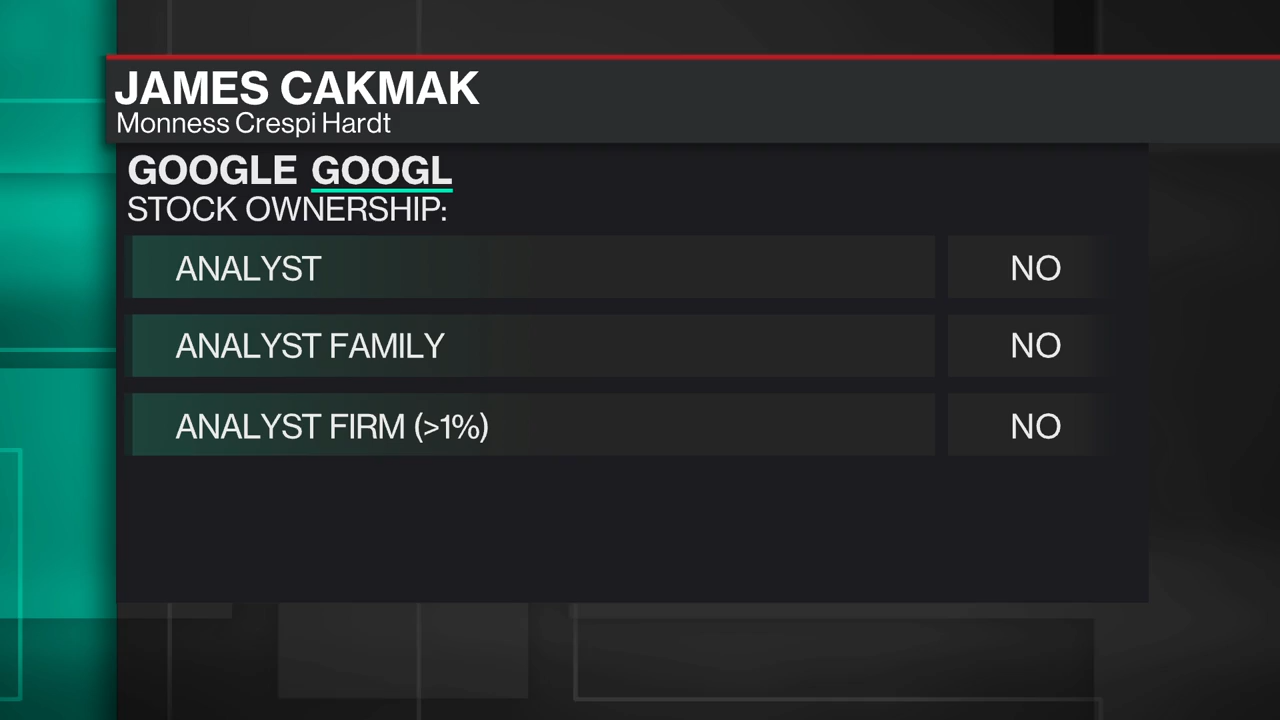 JAMES CAKMAK
Monness Crespi Hardt
GOOGLE GOOGL
STOCK OWNERSHIP:
ANALYST NO
ANALYST FAMILY NO
ANALYST FIRM (>1%) NO